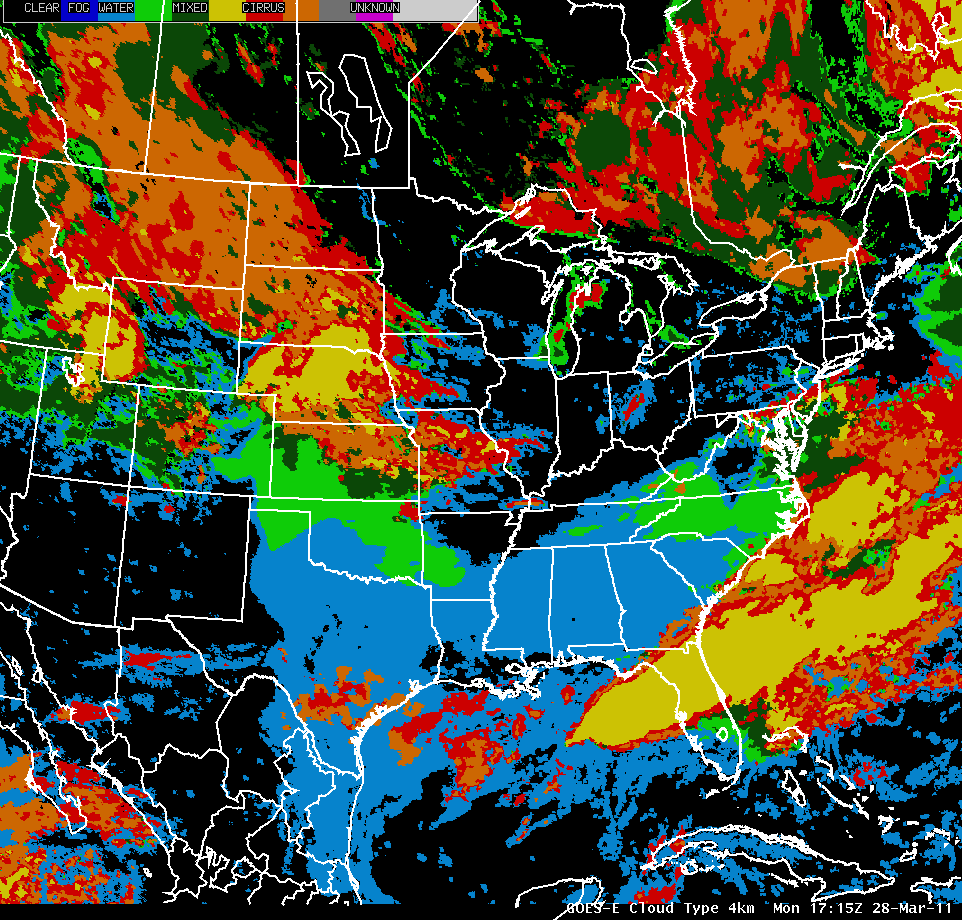 CLEAR FOG WATER MIXED CIRRUS UNKNOWN
GOES-E Cloud Type 4km Mon 17:15Z 28-Mar-11